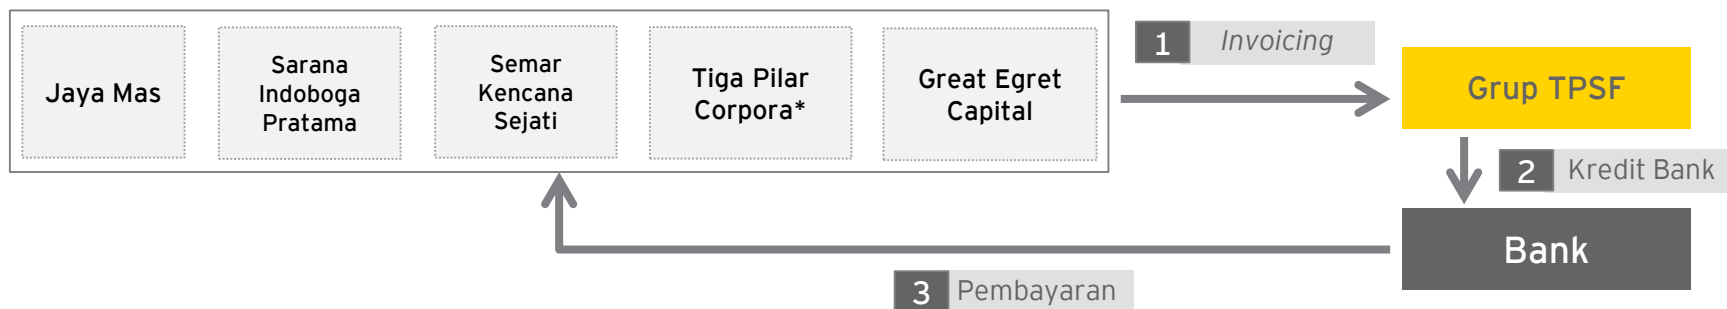 Jaya Mas
Sarana
Indoboga
Pratama
Semar
Kencana
Sejati
Tiga Pilar
Corpora*
Great Egret
Capital
1 Invoicing
Grup TPSF
2 Kredit Bank
Bank
3 Pembayaran